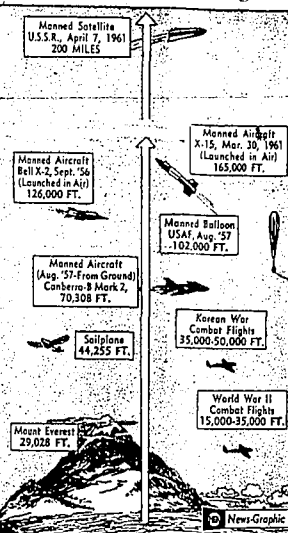 Manned Satellite
U.S.S.R., April 7, 1961
200 MILES
Manned Aircraft
X-15, Mar. 30, 1961
(Launched in Air)
165,000 FT.
Manned Aircraft
Bell X-2, Sept. '56
(Launched in Air)
126,000 FT.
Manned Balloon
USAF, Aug. '57
102,000 FT.
Manned Aircraft
(Aug. '57-From Ground)
Canberra-B Mark 2,
70,308 FT.
Korean War
Combat Flights
35,000-50,000 FT.
Sailplane
44,255 FT.
World War II
Combat Flights
15,000-35,000 FT.
Mount Everest
29,028 FT.
News-Graphic